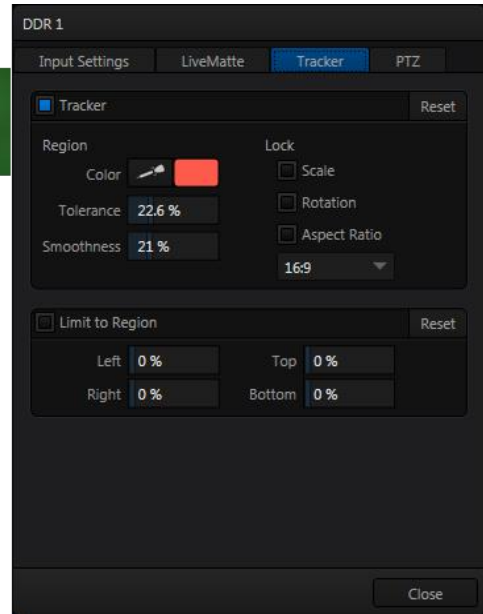 DDR 1
Input Settings LiveMatte Tracker PTZ
Tracker Reset
Region Lock
Color Scale
Tolerance 22.6 % Rotation
Smoothness 21 % Aspect Ratio
16:9
Limit to Region Reset
Left 0 % Top 0 %
Right 0 % Bottom 0 %
Close